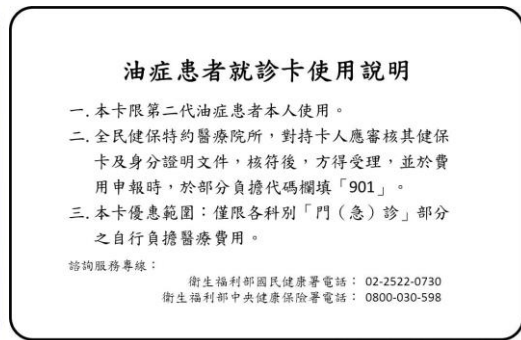 油症患者就診卡使用說明
一. 本卡限第二代油症患者本人使用。
二. 全民健保特約醫療院所，對持卡人應審核其健保
卡及身分證明文件，核符後，方得受理，並於費
用申報時，於部分負擔代碼欄填「901」。
三. 本卡優惠範圍：僅限各科別「門（急）診」部分
之自行負擔醫療費用。
諮詢服務專線：
衛生福利部國民健康署電話： 02-2522-0730
衛生福利部中央健康保險署電話： 0800-030-598